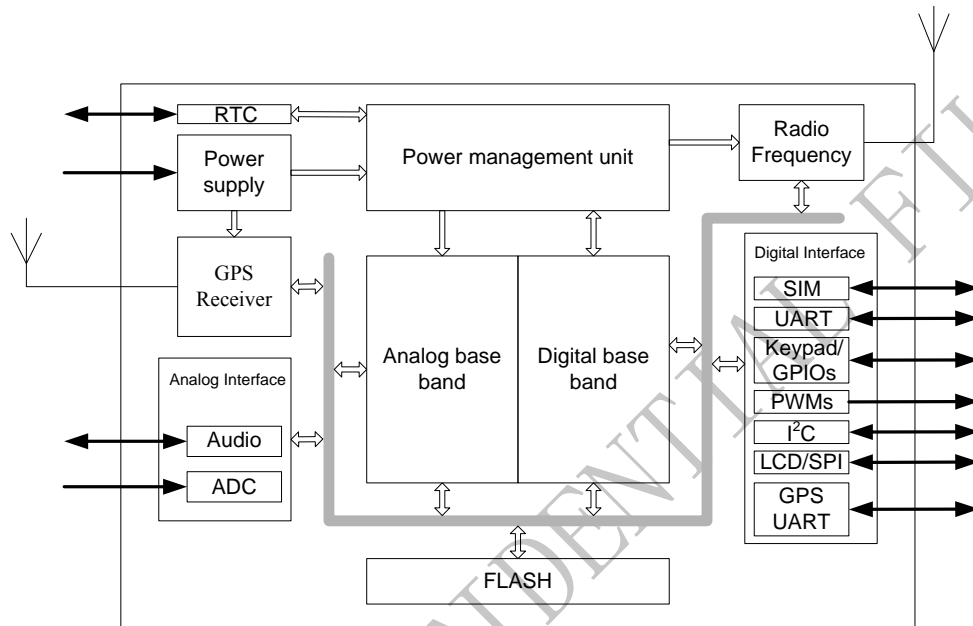 RTC
Power
supply
Power management unit
Radio
Frequency
GPS
Receiver
Analog base
band
Digital base
band
Analog Interface
Audio
ADC
Digital Interface
SIM
UART
Keypad/
GPIOs
PWMs
I²C
LCD/SPI
GPS
UART
FLASH